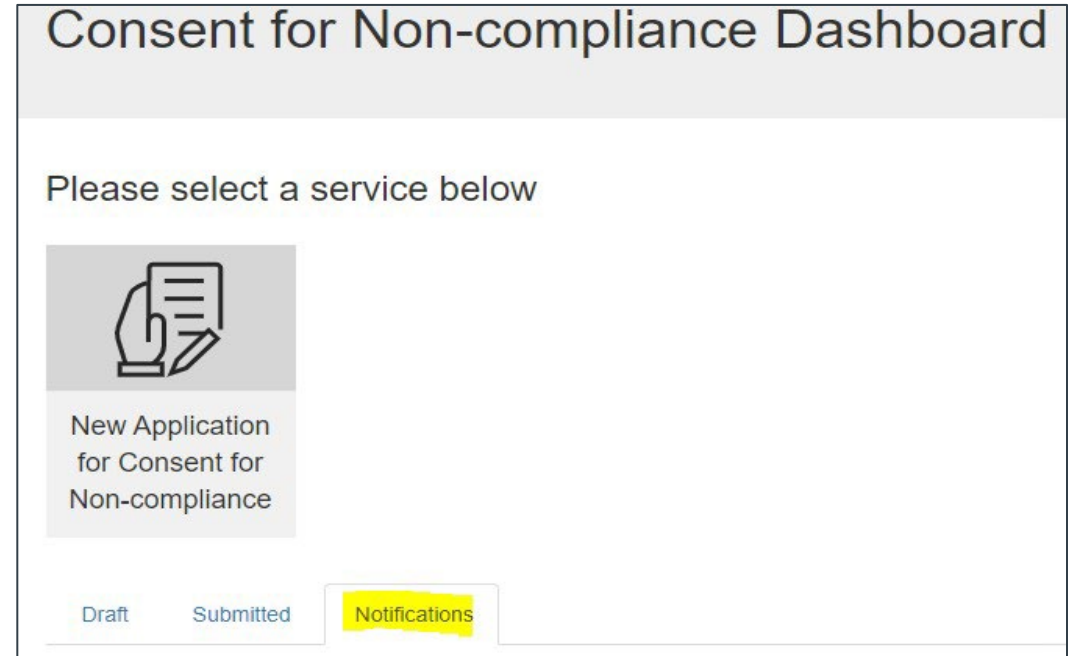 Consent for Non-compliance Dashboard
Please select a service below
New Application
for Consent for
Non-compliance
Draft Submitted Notifications